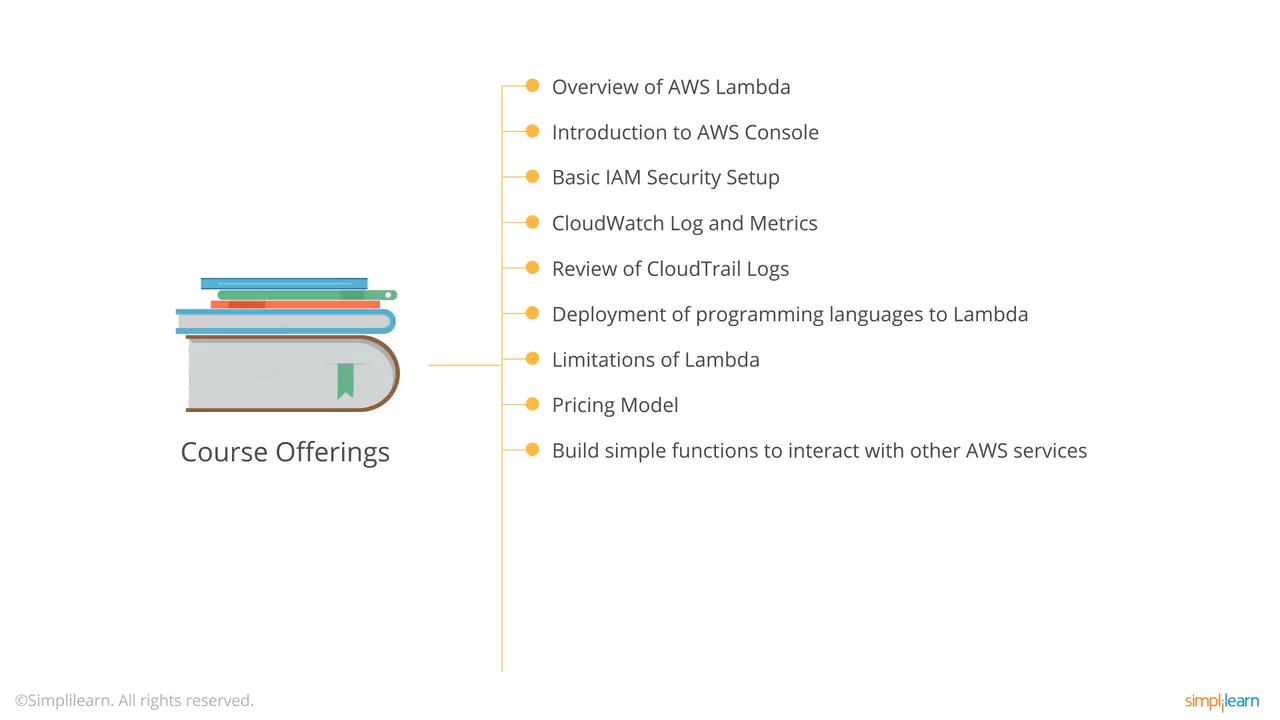 Overview of AWS Lambda
Introduction to AWS Console
Basic IAM Security Setup
CloudWatch Log and Metrics
Review of CloudTrail Logs
Deployment of programming languages to Lambda
Limitations of Lambda
Pricing Model
Build simple functions to interact with other AWS services
Course Offerings
©Simplilearn. All rights reserved.
simplilearn